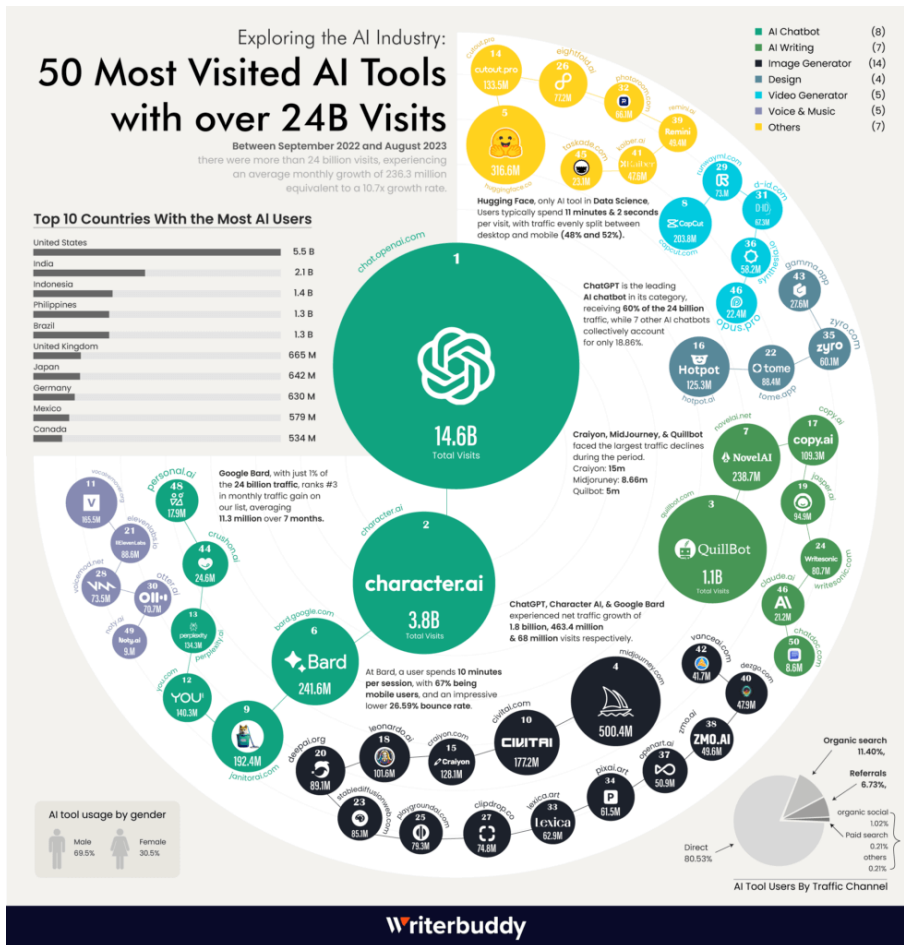 Exploring the AI Industry:
50 Most Visited AI Tools
with over 24B Visits
Between September 2022 and August 2023
there were more than 24 billion visits, experiencing
an average monthly growth of 236.3 million
equivalent to a 10.7x growth rate.
AI Chatbot (8)
AI Writing (7)
Image Generator (14)
Design (4)
Video Generator (5)
Voice & Music (5)
Others (7)
Top 10 Countries With the Most AI Users
United States
5.5 B
India
2.1 B
Indonesia
1.4 B
Philippines
1.3 B
Brazil
1.3 B
United Kingdom
665 M
Japan
642 M
Germany
630 M
Mexico
579 M
Canada
534 M
cutout.pro
14
cutout.pro
133.5M
eightfold.ai
26
77.2M
32
66.7M
remini.ai
39
Remini
49.4M
5
316.6M
huggingface.co
taskade.com
45
23.1M
kaiber.ai
41
47.6M
Hugging Face, only AI tool in Data Science,
Users typically spend 11 minutes & 2 seconds
per visit, with traffic evenly split between
desktop and mobile (48% and 52%).
runwayml.com
29
73.1M
d-id.com
31
67.3M
8
CapCut
203.8M
capcut.com
36
58.2M
46
22.4M
opus.pro
gamma.app
43
27.6M
zyro.com
35
zyro
60.1M
16
Hotpot
125.3M
hotpot.ai
22
tome
88.4M
tome.app
chat.openai.com
1
14.6B
Total Visits
ChatGPT is the leading
AI chatbot in its category,
receiving 60% of the 24 billion
traffic, while 7 other AI chatbots
collectively account
for only 18.86%.
Craiyon, MidJourney, & Quillbot
faced the largest traffic declines
during the period.
Craiyon: 15m
Midjoruney: 8.66m
Quilbot: 5m
novelai.net
7
NovelAI
238.7M
copy.ai
17
copy.ai
109.3M
jasper.ai
19
94.9M
quillbot.com
3
QuillBot
1.1B
Total Visits
24
Writesonic
80.7M
writesonic.com
claude.ai
46
21.2M
chatdoc.com
50
8.6M
Google Bard, with just 1% of
the 24 billion traffic, ranks #3
in monthly traffic gain on
our list, averaging
11.3 million over 7 months.
personal.ai
48
17.9M
crushon.ai
44
24.6M
13
perplexity
134.3M
perplexity.ai
you.com
12
YOU
140.3M
9
192.4M
janitorai.com
bard.google.com
6
Bard
241.6M
character.ai
2
character.ai
3.8B
Total Visits
11
165.5M
elevenlabs.io
21
IIElevenLabs
88.6M
voicemod.net
28
73.5M
otter.ai
30
70.7M
noty.ai
49
Noty.ai
9.M
ChatGPT, Character AI, & Google Bard
experienced net traffic growth of
1.8 billion, 463.4 million
& 68 million visits respectively.
At Bard, a user spends 10 minutes
per session, with 67% being
mobile users, and an impressive
lower 26.59% bounce rate.
midjourney.com
4
500.4M
civitai.com
10
CIVITAI
177.2M
craiyon.com
15
Craiyon
128.1M
leonardo.ai
18
101.6M
deepai.org
20
89.1M
stablediffusionweb.com
23
85.1M
playgroundai.com
25
79.3M
clipdrop.co
27
74.8M
lexica.art
33
lexica
62.9M
pixai.art
34
61.5M
openart.ai
37
50.9M
zmo.ai
38
ZMO.AI
49.6M
dezgo.com
40
47.9M
vanceai.com
42
41.7M
AI tool usage by gender
Male
69.5%
Female
30.5%
Organic search
11.40%,
Referrals
6.73%,
organic social
1.02%
Paid search
0.21%
others
0.21%
Direct
80.53%
AI Tool Users By Traffic Channel
Writerbuddy